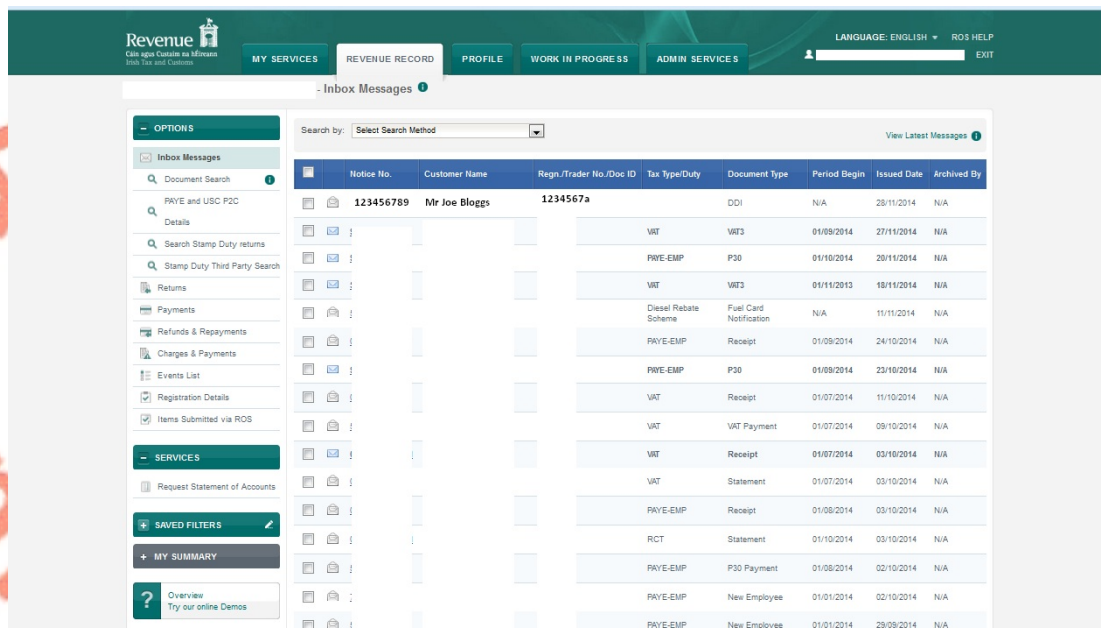 LANGUAGE: ENGLISH ROS HELP
Revenue
Cáin agus Custaim na hÉireann
Irish Tax and Customs
MY SERVICES REVENUE RECORD PROFILE WORK IN PROGRESS ADMIN SERVICES EXIT
- Inbox Messages i
- OPTIONS
Inbox Messages
Document Search i
PAYE and USC P2C
Details
Search Stamp Duty returns
Stamp Duty Third Party Search
Returns
Payments
Refunds & Repayments
Charges & Payments
Events List
Registration Details
Items Submitted via ROS
- SERVICES
Request Statement of Accounts
+ SAVED FILTERS
+ MY SUMMARY
? Overview
Try our online Demos
Search by: Select Search Method View Latest Messages i
Notice No. Customer Name Regn./Trader No./Doc ID Tax Type/Duty Document Type Period Begin Issued Date Archived By
123456789 Mr Joe Bloggs 1234567a DDI N/A 28/11/2014 N/A
VAT VAT3 01/09/2014 27/11/2014 N/A
PAYE-EMP P30 01/10/2014 20/11/2014 N/A
VAT VAT3 01/11/2013 18/11/2014 N/A
Diesel Rebate Fuel Card
Scheme Notification N/A 11/11/2014 N/A
PAYE-EMP Receipt 01/09/2014 24/10/2014 N/A
PAYE-EMP P30 01/09/2014 23/10/2014 N/A
VAT Receipt 01/07/2014 11/10/2014 N/A
VAT VAT Payment 01/07/2014 09/10/2014 N/A
VAT Receipt 01/07/2014 03/10/2014 N/A
VAT Statement 01/07/2014 03/10/2014 N/A
PAYE-EMP Receipt 01/08/2014 03/10/2014 N/A
RCT Statement 01/10/2014 03/10/2014 N/A
PAYE-EMP P30 Payment 01/08/2014 02/10/2014 N/A
PAYE-EMP New Employee 01/01/2014 02/10/2014 N/A
PAYE-EMP New Employee 01/01/2014 29/09/2014 N/A